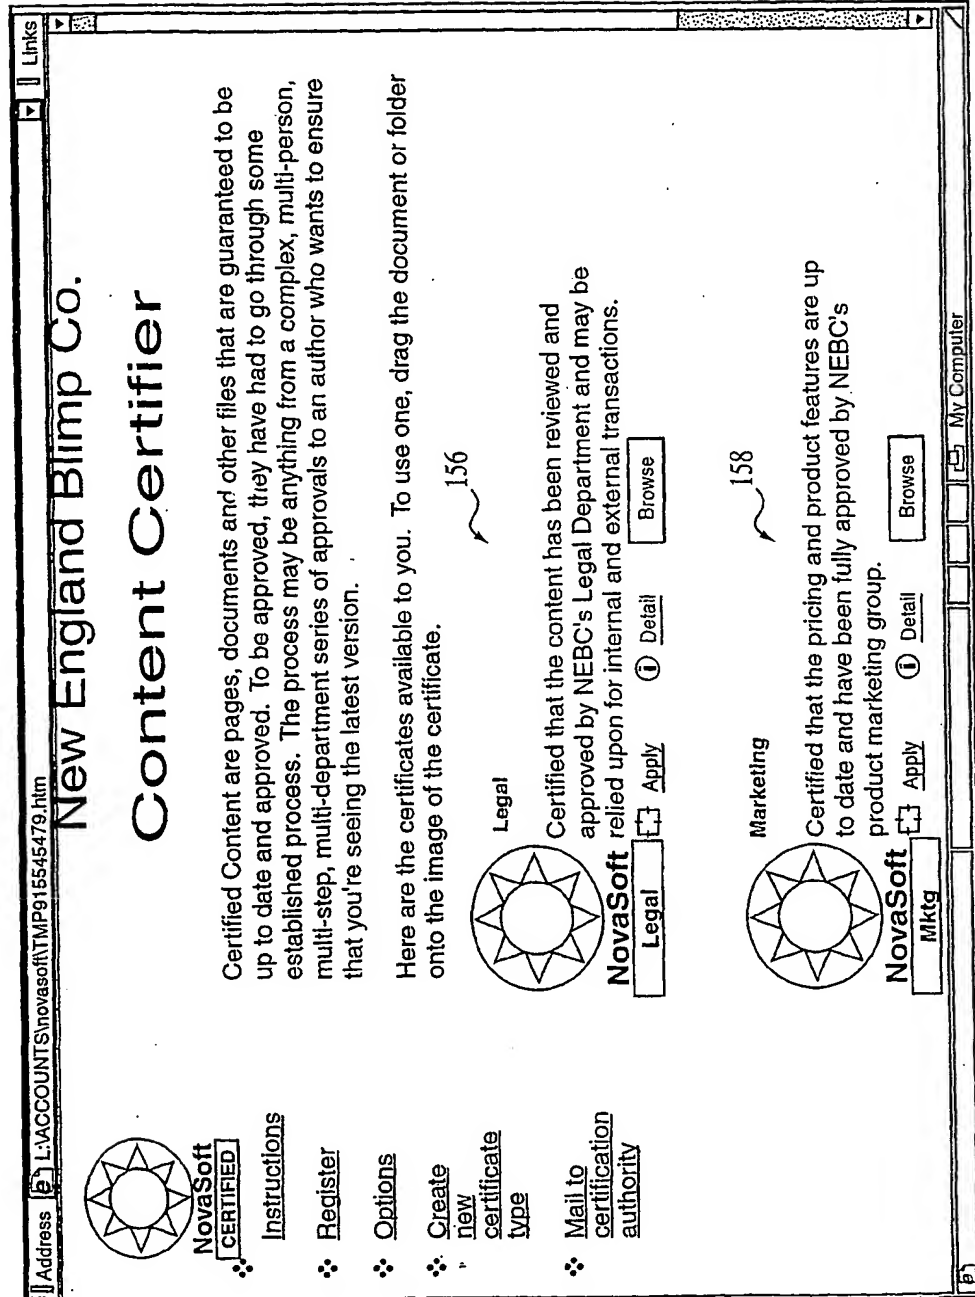 Address L:\ACCOUNTS\novasoft\TMP915545479.htm Links
New England Blimp Co.
Content Certifier
NovaSoft
CERTIFIED
Instructions
Register
Options
Create
new
certificate
type
Mail to
certification
authority
Certified Content are pages, documents and other files that are guaranteed to be
up to date and approved. To be approved, they have had to go through some
established process. The process may be anything from a complex, multi-person,
multi-step, multi-department series of approvals to an author who wants to ensure
that you're seeing the latest version.
Here are the certificates available to you. To use one, drag the document or folder
onto the image of the certificate.
156
Legal
Certified that the content has been reviewed and
approved by NEBC's Legal Department and may be
relied upon for internal and external transactions.
NovaSoft
Legal
Apply i Detail Browse
158
Marketing
Certified that the pricing and product features are up
to date and have been fully approved by NEBC's
product marketing group.
NovaSoft
Mktg
Apply i Detail Browse
My Computer